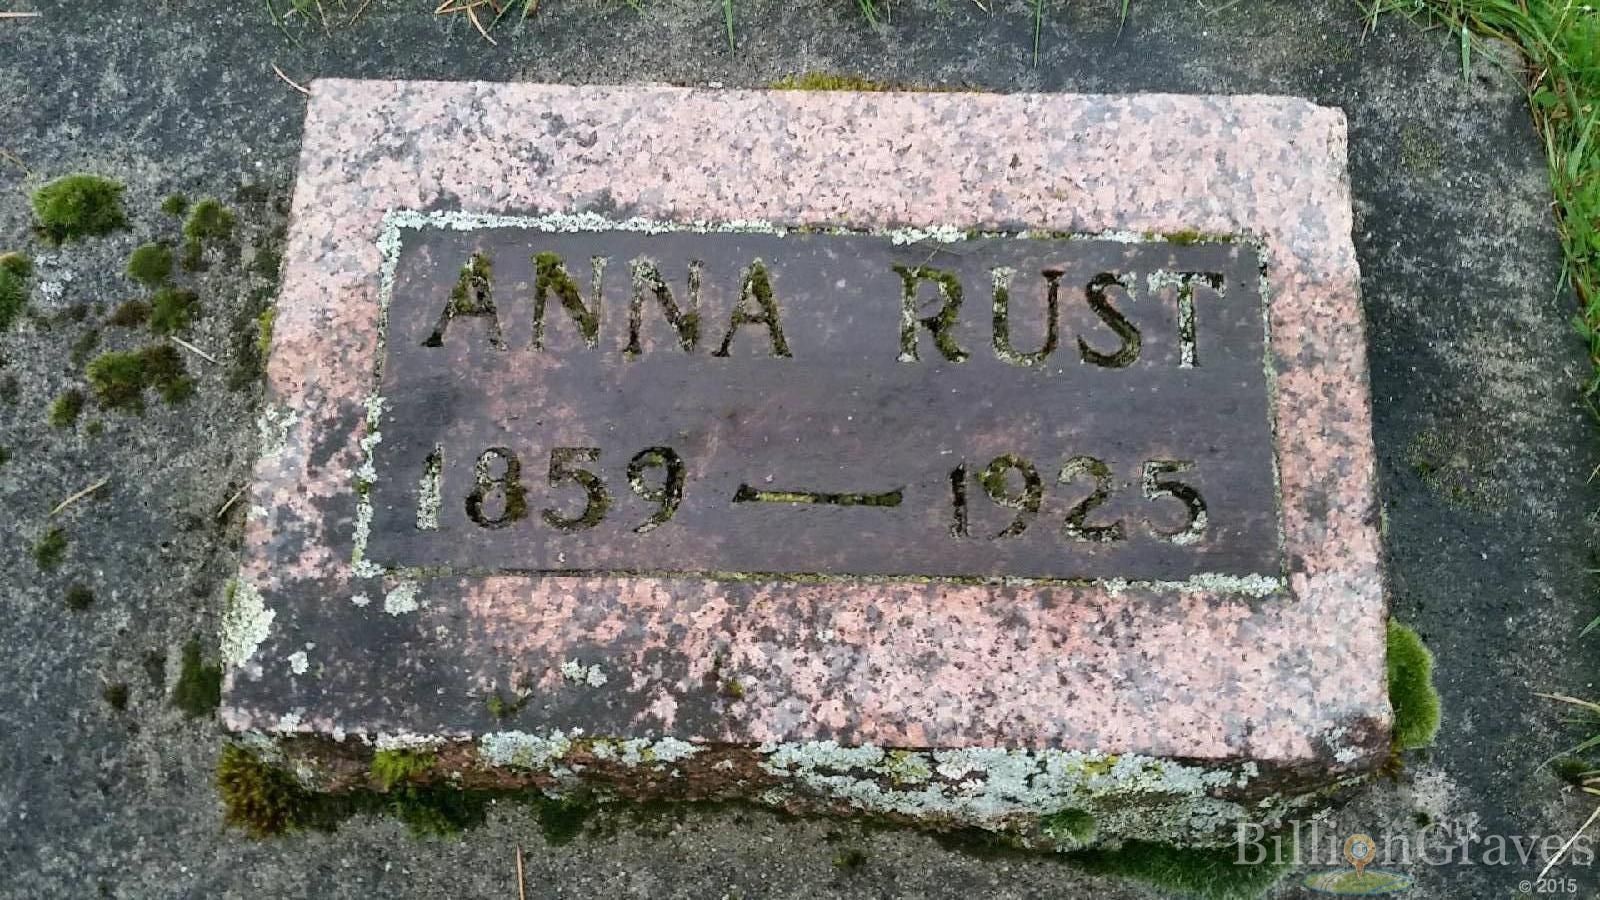 ANNA RUST
1859 — 1925
BillionGraves
© 2015